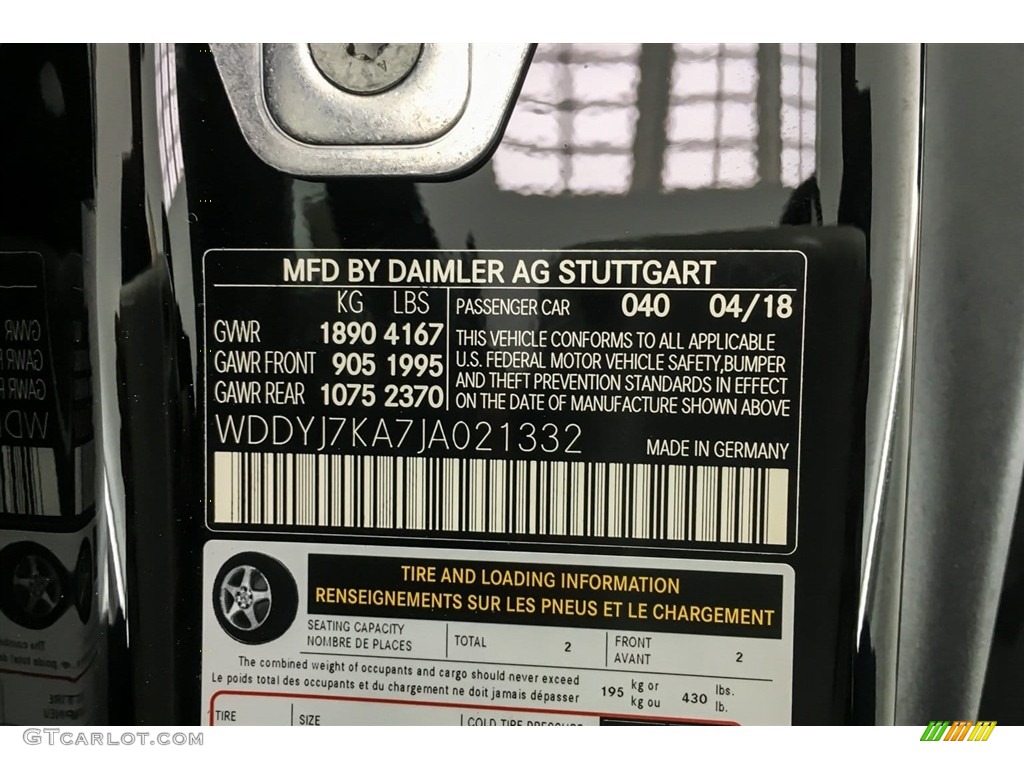 MFD BY DAIMLER AG STUTTGART
KG LBS
GVWR 1890 4167
GAWR FRONT 905 1995
GAWR REAR 1075 2370
PASSENGER CAR 040 04/18
THIS VEHICLE CONFORMS TO ALL APPLICABLE
U.S. FEDERAL MOTOR VEHICLE SAFETY,BUMPER
AND THEFT PREVENTION STANDARDS IN EFFECT
ON THE DATE OF MANUFACTURE SHOWN ABOVE
WDDYJ7KA7JA021332 MADE IN GERMANY
TIRE AND LOADING INFORMATION
RENSEIGNEMENTS SUR LES PNEUS ET LE CHARGEMENT
SEATING CAPACITY
NOMBRE DE PLACES
TOTAL 2
FRONT
AVANT 2
The combined weight of occupants and cargo should never exceed
Le poids total des occupants et du chargement ne doit jamais dépasser
195 kg or
kg ou
430 lbs.
lb.
TIRE SIZE COLD TIRE PRESSURE
GTcarlot.com